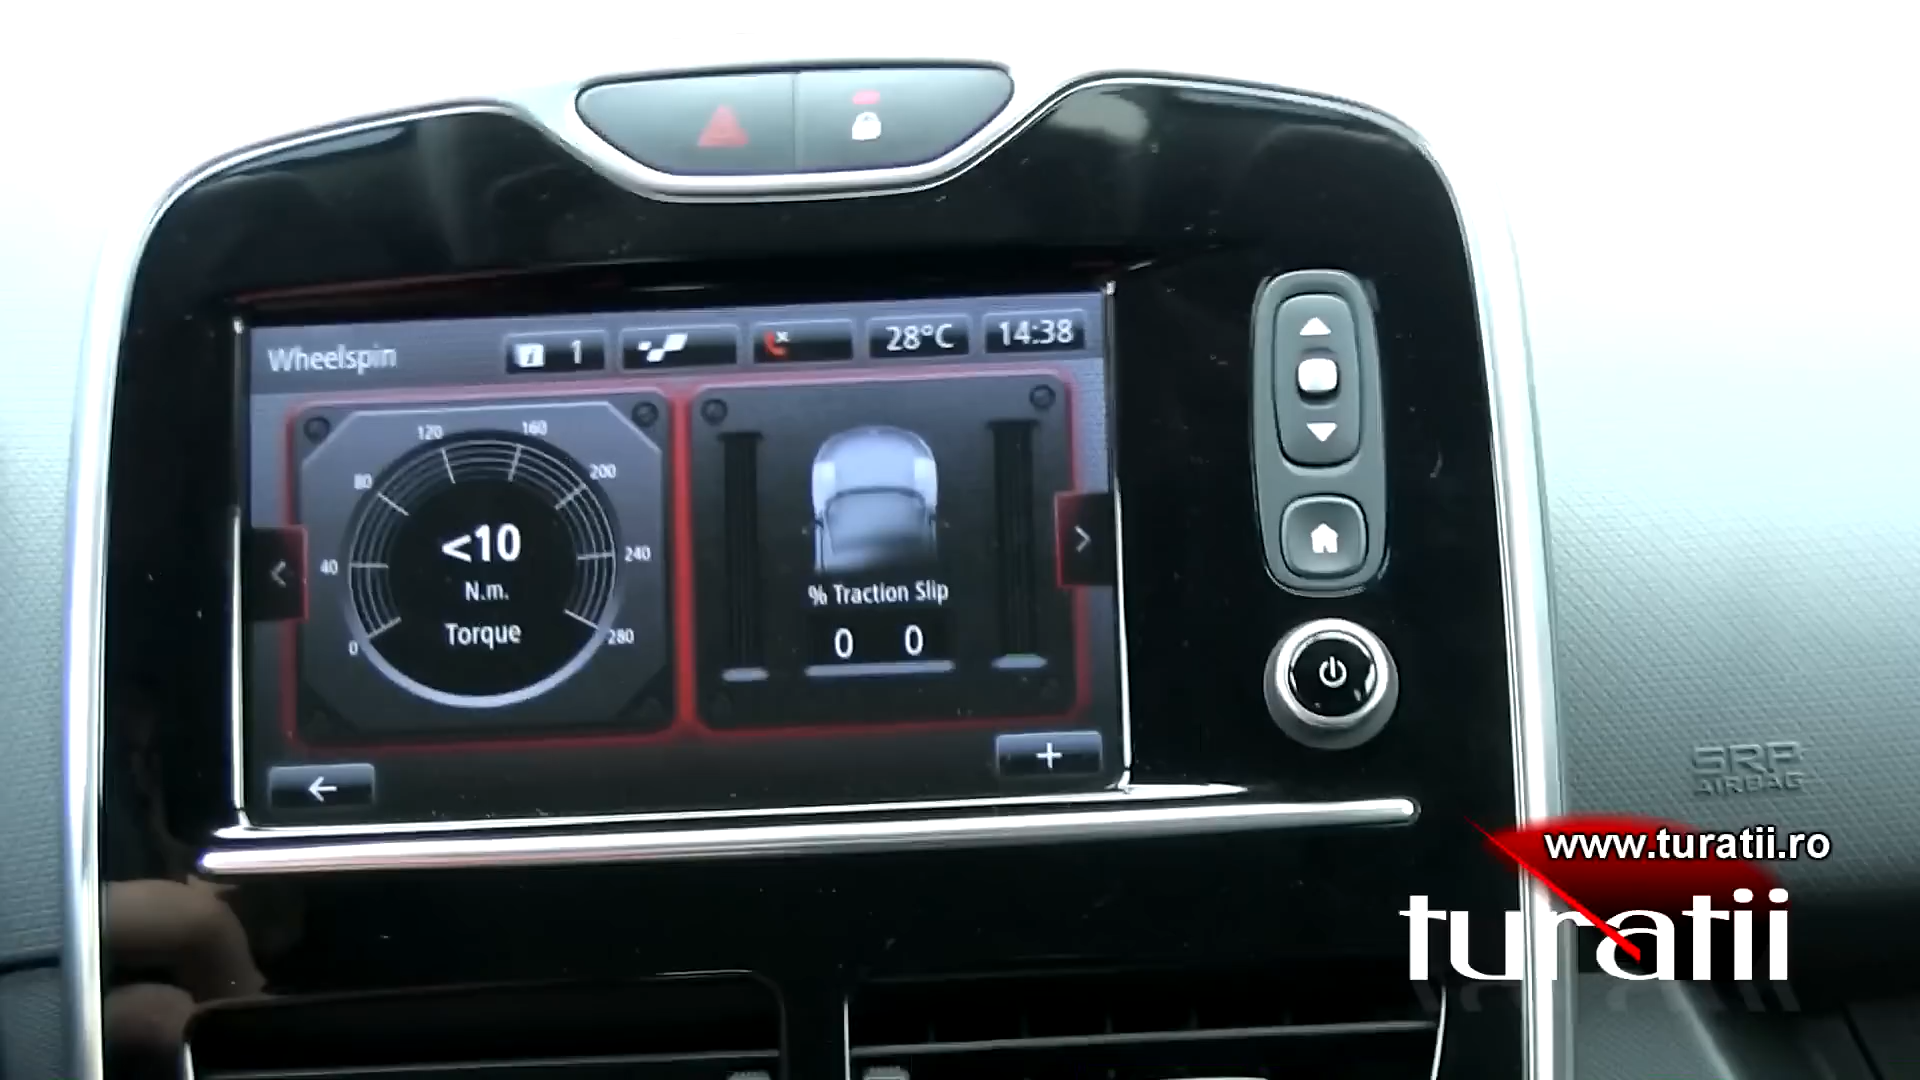 Wheelspin
1
28°C
14:38
120
160
80
200
40
240
0
280
<10
N.m.
Torque
% Traction Slip
0 0
SRP
AIRBAG
www.turatii.ro
turatii